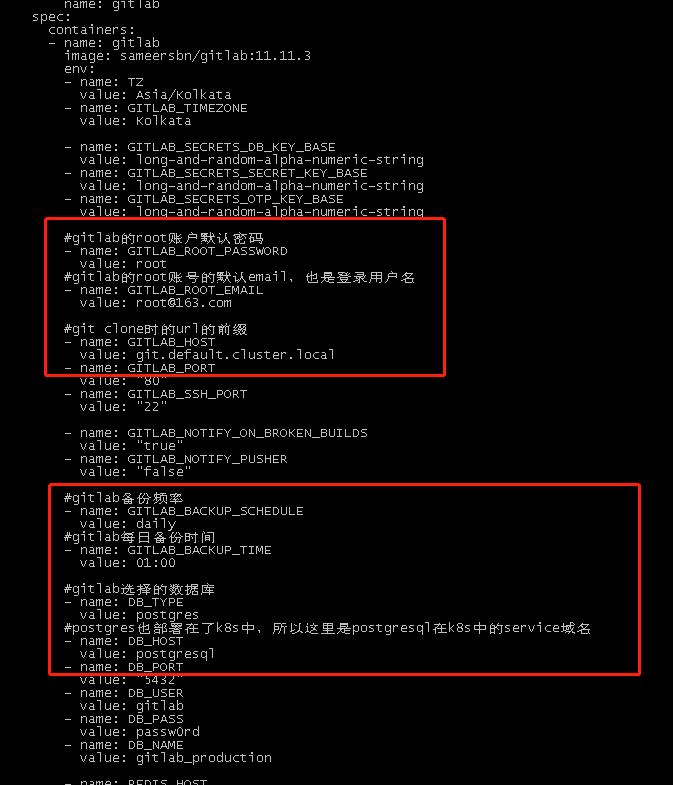 name: gitlab
spec:
containers:
- name: gitlab
image: sameersbn/gitlab:11.11.3
env:
- name: TZ
value: Asia/Kolkata
- name: GITLAB_TIMEZONE
value: Kolkata
- name: GITLAB_SECRETS_DB_KEY_BASE
value: long-and-random-alpha-numeric-string
- name: GITLAB_SECRETS_SECRET_KEY_BASE
value: long-and-random-alpha-numeric-string
- name: GITLAB_SECRETS_OTP_KEY_BASE
value: long-and-random-alpha-numeric-string
#gitlab的root账户默认密码
- name: GITLAB_ROOT_PASSWORD
value: root
#gitlab的root账号的默认email，也是登录用户名
- name: GITLAB_ROOT_EMAIL
value: root@163.com
#git clone时的url的前缀
- name: GITLAB_HOST
value: git.default.cluster.local
- name: GITLAB_PORT
value: "80"
- name: GITLAB_SSH_PORT
value: "22"
- name: GITLAB_NOTIFY_ON_BROKEN_BUILDS
value: "true"
- name: GITLAB_NOTIFY_PUSHER
value: "false"
#gitlab备份频率
- name: GITLAB_BACKUP_SCHEDULE
value: daily
#gitlab每日备份时间
- name: GITLAB_BACKUP_TIME
value: 01:00
#gitlab选择的数据库
- name: DB_TYPE
value: postgres
#postgres也部署在了k8s中，所以这里是postgresql在k8s中的service域名
- name: DB_HOST
value: postgresql
- name: DB_PORT
value: "5432"
- name: DB_USER
value: gitlab
- name: DB_PASS
value: passw0rd
- name: DB_NAME
value: gitlab_production
- name: REDIS_HOST